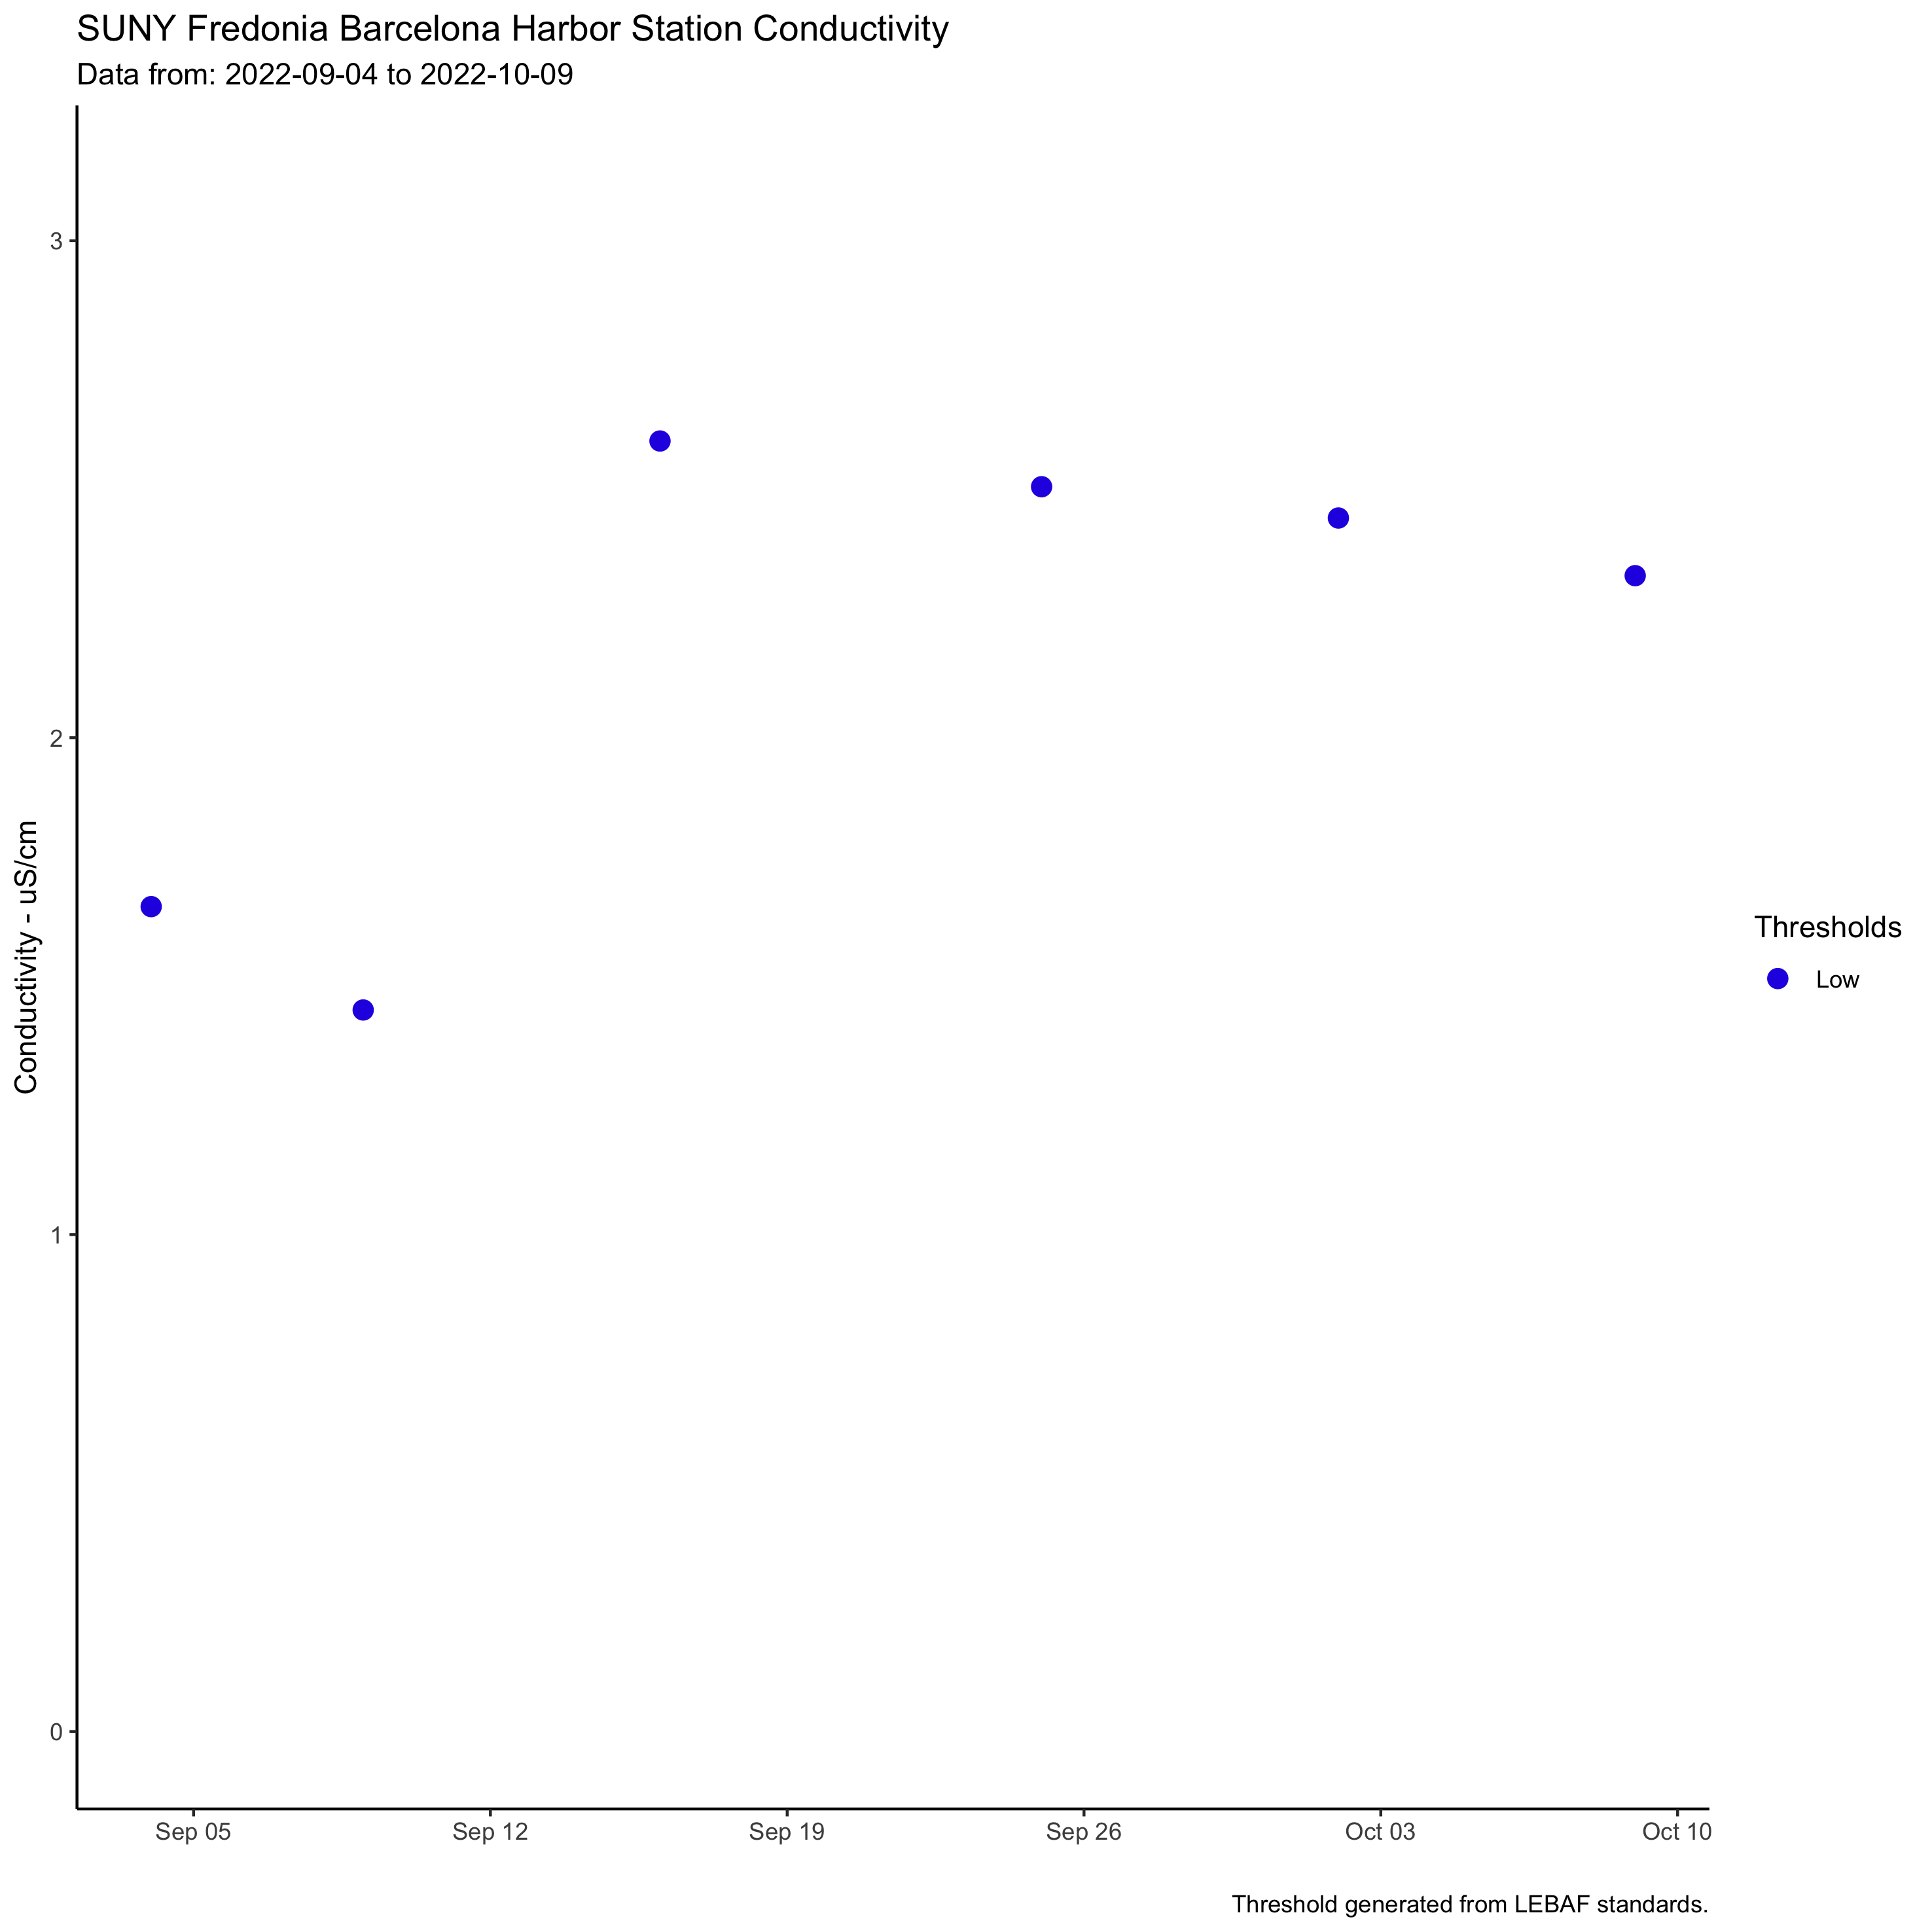 SUNY Fredonia Barcelona Harbor Station Conductivity
Data from: 2022-09-04 to 2022-10-09
3
2
1
0
Conductivity - uS/cm
Sep 05 Sep 12 Sep 19 Sep 26 Oct 03 Oct 10
Thresholds
Low
Threshold generated from LEBAF standards.